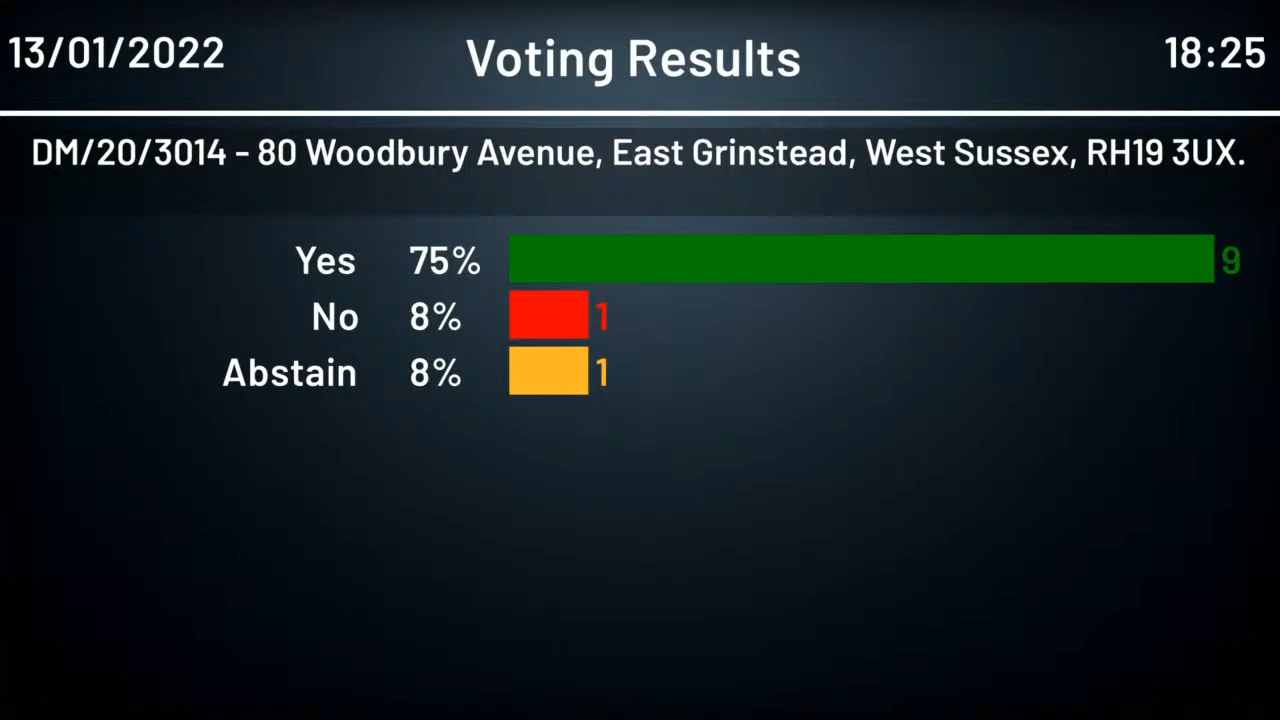 13/01/2022 Voting Results 18:25
DM/20/3014 - 80 Woodbury Avenue, East Grinstead, West Sussex, RH19 3UX.
Yes 75% 9
No 8% 1
Abstain 8% 1